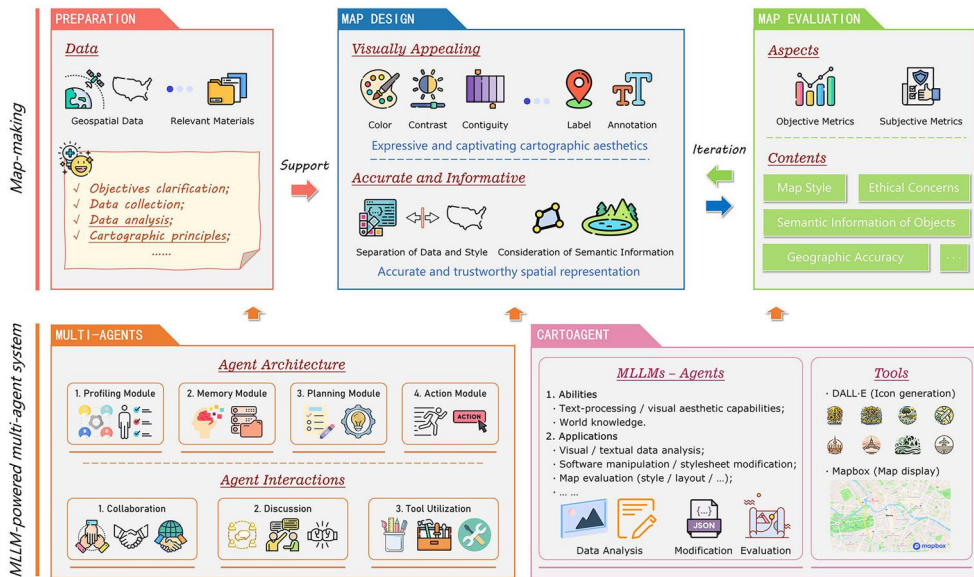 PREPARATION
Data
Geospatial Data
Relevant Materials
√ Objectives clarification;
√ Data collection;
√ Data analysis;
√ Cartographic principles;
......
Support
MAP DESIGN
Visually Appealing
Color
Contrast
Contiguity
Label
Annotation
Expressive and captivating cartographic aesthetics
Accurate and Informative
Separation of Data and Style
Consideration of Semantic Information
Accurate and trustworthy spatial representation
Iteration
MAP EVALUATION
Aspects
Objective Metrics
Subjective Metrics
Contents
Map Style
Ethical Concerns
Semantic Information of Objects
Geographic Accuracy
...
Map-making
MULTI-AGENTS
Agent Architecture
1. Profiling Module
2. Memory Module
3. Planning Module
4. Action Module
ACTION
Agent Interactions
1. Collaboration
2. Discussion
3. Tool Utilization
CARTOAGENT
MLLMs – Agents
1. Abilities
· Text-processing / visual aesthetic capabilities;
· World knowledge.
2. Applications
· Visual / textual data analysis;
· Software manipulation / stylesheet modification;
· Map evaluation (style / layout / ...);
· ... ...
{...}
JSON
Data Analysis
Modification
Evaluation
Tools
· DALL·E (Icon generation)
· Mapbox (Map display)
mapbox
MLLM-powered multi-agent system